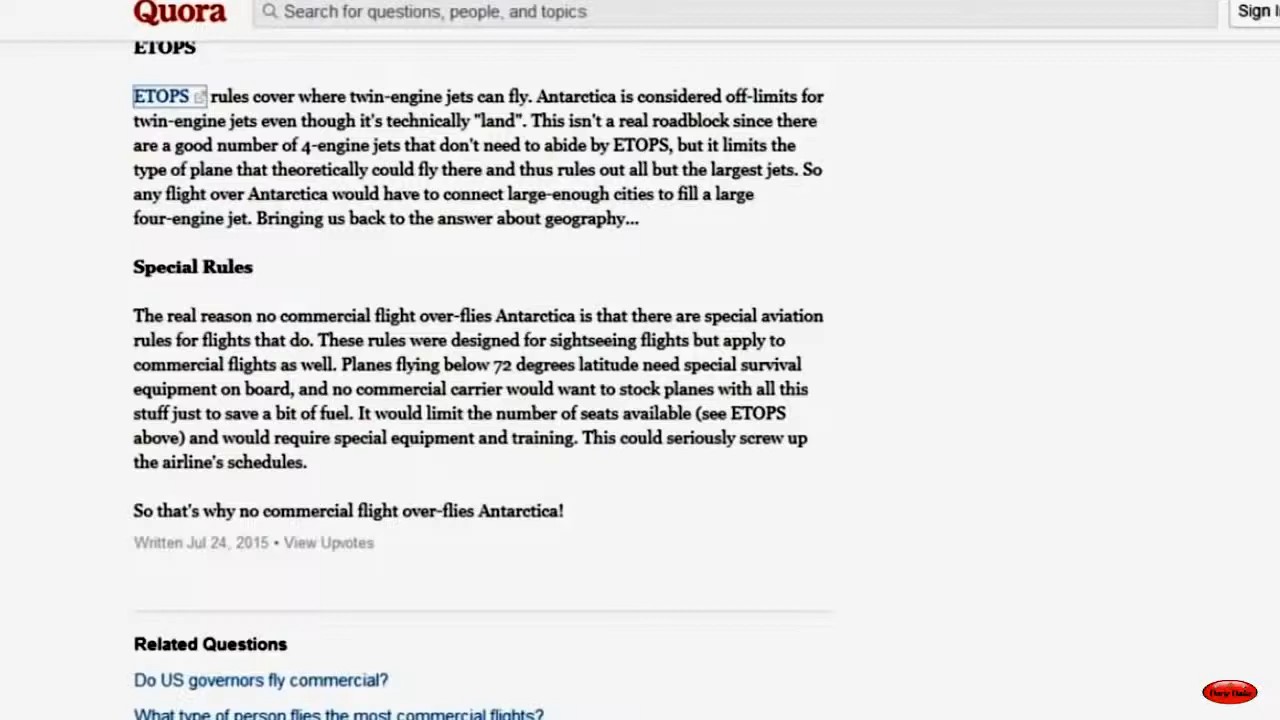 Quora
Search for questions, people, and topics
Sign I
ETOPS
ETOPS rules cover where twin-engine jets can fly. Antarctica is considered off-limits for
twin-engine jets even though it's technically "land". This isn't a real roadblock since there
are a good number of 4-engine jets that don't need to abide by ETOPS, but it limits the
type of plane that theoretically could fly there and thus rules out all but the largest jets. So
any flight over Antarctica would have to connect large-enough cities to fill a large
four-engine jet. Bringing us back to the answer about geography...
Special Rules
The real reason no commercial flight over-flies Antarctica is that there are special aviation
rules for flights that do. These rules were designed for sightseeing flights but apply to
commercial flights as well. Planes flying below 72 degrees latitude need special survival
equipment on board, and no commercial carrier would want to stock planes with all this
stuff just to save a bit of fuel. It would limit the number of seats available (see ETOPS
above) and would require special equipment and training. This could seriously screw up
the airline's schedules.
So that's why no commercial flight over-flies Antarctica!
Written Jul 24, 2015 • View Upvotes
Related Questions
Do US governors fly commercial?
What type of person flies the most commercial flights?